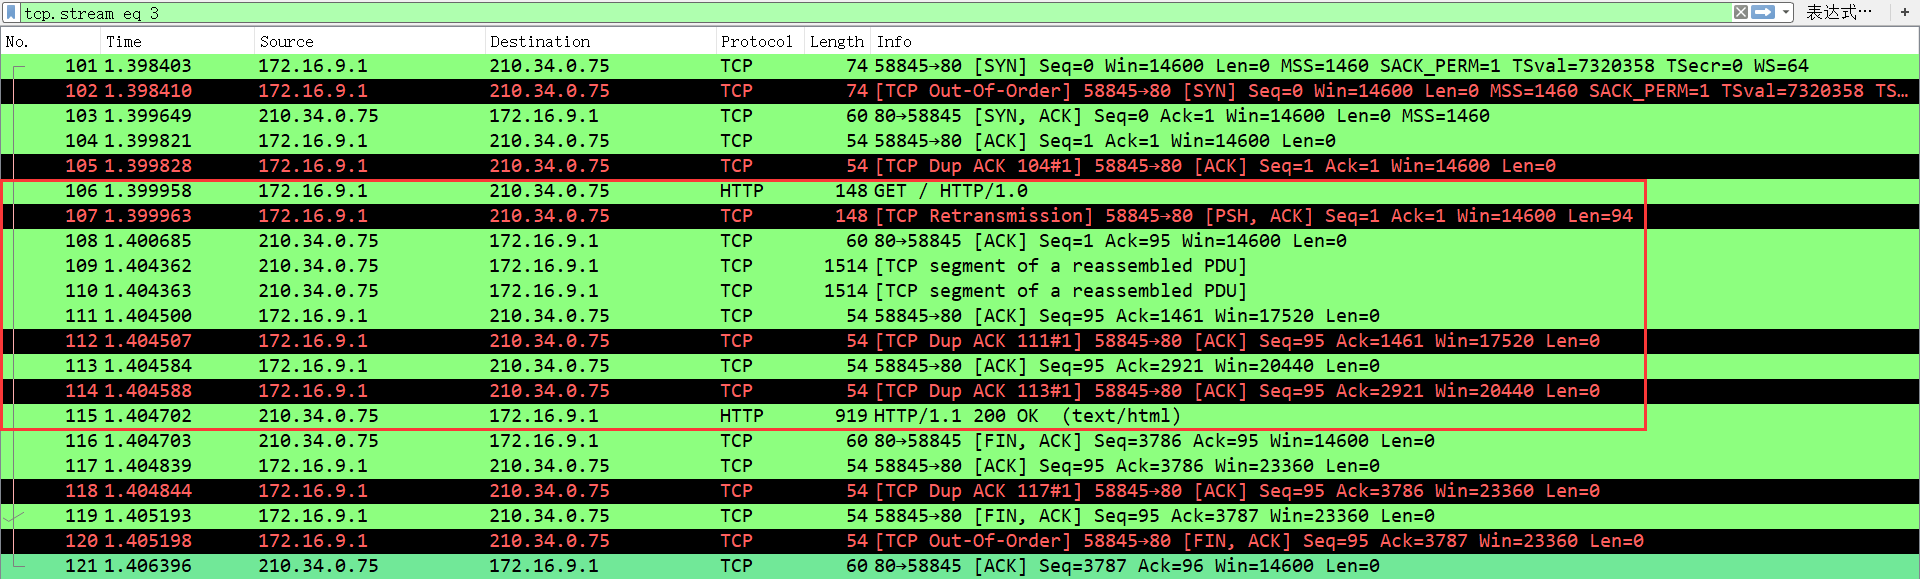 tcp.stream eq 3 表达式… +
No. Time Source Destination Protocol Length Info
101 1.398403 172.16.9.1 210.34.0.75 TCP 74 58845→80 [SYN] Seq=0 Win=14600 Len=0 MSS=1460 SACK_PERM=1 TSval=7320358 TSecr=0 WS=64
102 1.398410 172.16.9.1 210.34.0.75 TCP 74 [TCP Out-Of-Order] 58845→80 [SYN] Seq=0 Win=14600 Len=0 MSS=1460 SACK_PERM=1 TSval=7320358 TS…
103 1.399649 210.34.0.75 172.16.9.1 TCP 60 80→58845 [SYN, ACK] Seq=0 Ack=1 Win=14600 Len=0 MSS=1460
104 1.399821 172.16.9.1 210.34.0.75 TCP 54 58845→80 [ACK] Seq=1 Ack=1 Win=14600 Len=0
105 1.399828 172.16.9.1 210.34.0.75 TCP 54 [TCP Dup ACK 104#1] 58845→80 [ACK] Seq=1 Ack=1 Win=14600 Len=0
106 1.399958 172.16.9.1 210.34.0.75 HTTP 148 GET / HTTP/1.0
107 1.399963 172.16.9.1 210.34.0.75 TCP 148 [TCP Retransmission] 58845→80 [PSH, ACK] Seq=1 Ack=1 Win=14600 Len=94
108 1.400685 210.34.0.75 172.16.9.1 TCP 60 80→58845 [ACK] Seq=1 Ack=95 Win=14600 Len=0
109 1.404362 210.34.0.75 172.16.9.1 TCP 1514 [TCP segment of a reassembled PDU]
110 1.404363 210.34.0.75 172.16.9.1 TCP 1514 [TCP segment of a reassembled PDU]
111 1.404500 172.16.9.1 210.34.0.75 TCP 54 58845→80 [ACK] Seq=95 Ack=1461 Win=17520 Len=0
112 1.404507 172.16.9.1 210.34.0.75 TCP 54 [TCP Dup ACK 111#1] 58845→80 [ACK] Seq=95 Ack=1461 Win=17520 Len=0
113 1.404584 172.16.9.1 210.34.0.75 TCP 54 58845→80 [ACK] Seq=95 Ack=2921 Win=20440 Len=0
114 1.404588 172.16.9.1 210.34.0.75 TCP 54 [TCP Dup ACK 113#1] 58845→80 [ACK] Seq=95 Ack=2921 Win=20440 Len=0
115 1.404702 210.34.0.75 172.16.9.1 HTTP 919 HTTP/1.1 200 OK (text/html)
116 1.404703 210.34.0.75 172.16.9.1 TCP 60 80→58845 [FIN, ACK] Seq=3786 Ack=95 Win=14600 Len=0
117 1.404839 172.16.9.1 210.34.0.75 TCP 54 58845→80 [ACK] Seq=95 Ack=3786 Win=23360 Len=0
118 1.404844 172.16.9.1 210.34.0.75 TCP 54 [TCP Dup ACK 117#1] 58845→80 [ACK] Seq=95 Ack=3786 Win=23360 Len=0
119 1.405193 172.16.9.1 210.34.0.75 TCP 54 58845→80 [FIN, ACK] Seq=95 Ack=3787 Win=23360 Len=0
120 1.405198 172.16.9.1 210.34.0.75 TCP 54 [TCP Out-Of-Order] 58845→80 [FIN, ACK] Seq=95 Ack=3787 Win=23360 Len=0
121 1.406396 210.34.0.75 172.16.9.1 TCP 60 80→58845 [ACK] Seq=3787 Ack=96 Win=14600 Len=0